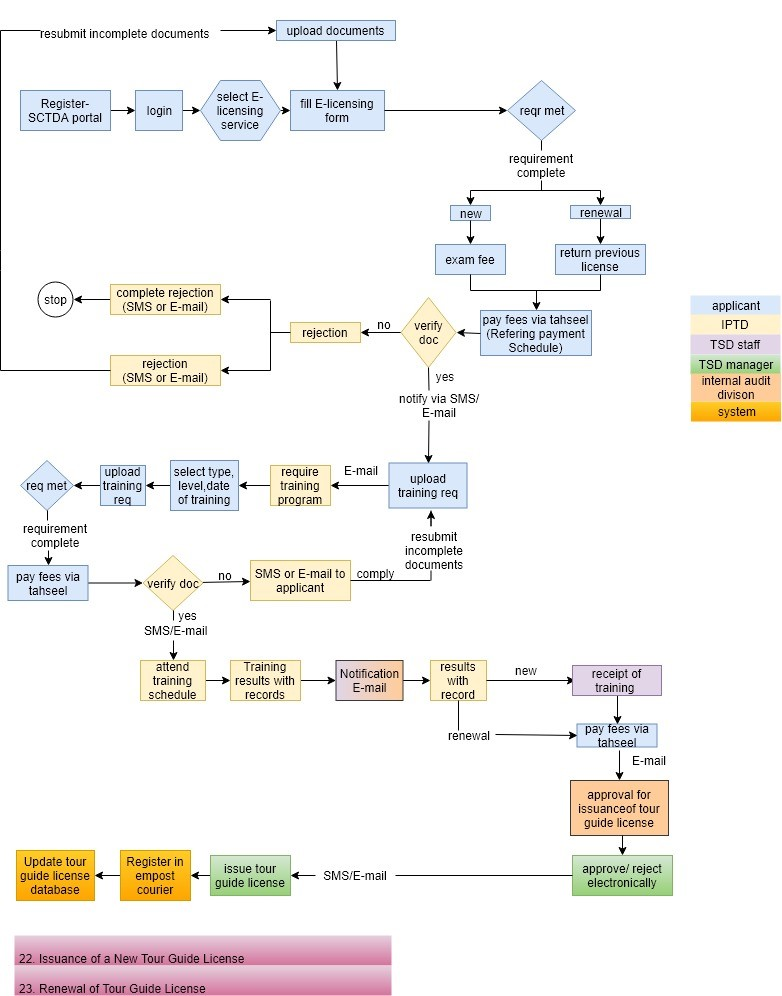 resubmit incomplete documents
upload documents
Register-
SCTDA portal
login
select E-
licensing
service
fill E-licensing
form
reqr met
requirement
complete
new
renewal
exam fee
return previous
license
stop
complete rejection
(SMS or E-mail)
rejection
no
verify
doc
pay fees via tahseel
(Refering payment
Schedule)
rejection
(SMS or E-mail)
yes
notify via SMS/
E-mail
applicant
IPTD
TSD staff
TSD manager
internal audit
divison
system
req met
upload
training
req
select type,
level,date
of training
require
training
program
E-mail
upload
training req
requirement
complete
resubmit
incomplete
documents
pay fees via
tahseel
verify doc
no
SMS or E-mail to
applicant
comply
yes
SMS/E-mail
attend
training
schedule
Training
results with
records
Notification
E-mail
results
with
record
new
receipt of
training
renewal
pay fees via
tahseel
E-mail
approval for
issuanceof tour
guide license
Update tour
guide license
database
Register in
empost
courier
issue tour
guide license
SMS/E-mail
approve/ reject
electronically
22. Issuance of a New Tour Guide License
23. Renewal of Tour Guide License